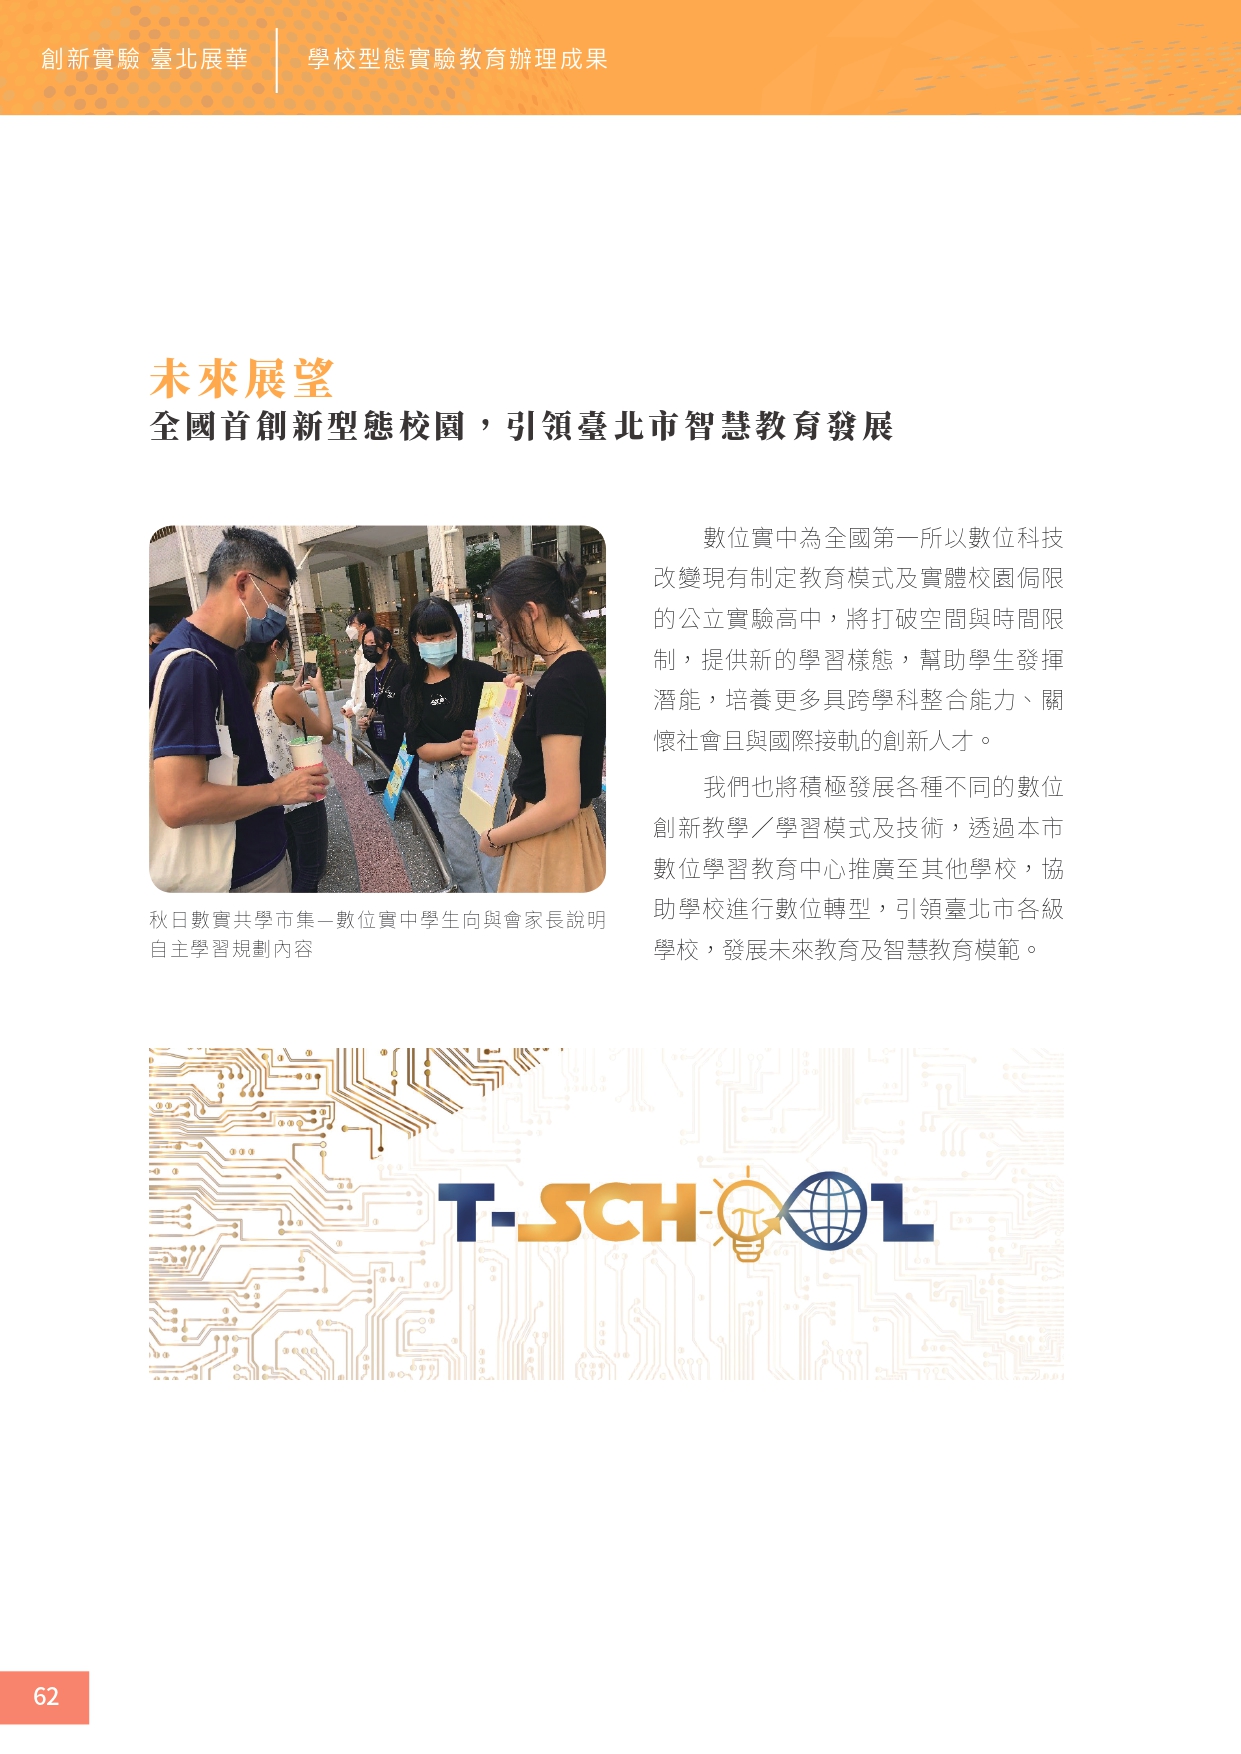 創新實驗 臺北展華
學校型態實驗教育辦理成果
未來展望
全國首創新型態校園，引領臺北市智慧教育發展
數位實中為全國第一所以數位科技
改變現有制定教育模式及實體校園侷限
的公立實驗高中，將打破空間與時間限
制，提供新的學習樣態，幫助學生發揮
潛能，培養更多具跨學科整合能力、關
懷社會且與國際接軌的創新人才。
我們也將積極發展各種不同的數位
創新教學／學習模式及技術，透過本市
數位學習教育中心推廣至其他學校，協
助學校進行數位轉型，引領臺北市各級
學校，發展未來教育及智慧教育模範。
秋日數實共學市集—數位實中學生向與會家長說明
自主學習規劃內容
T-SCHOOL
62